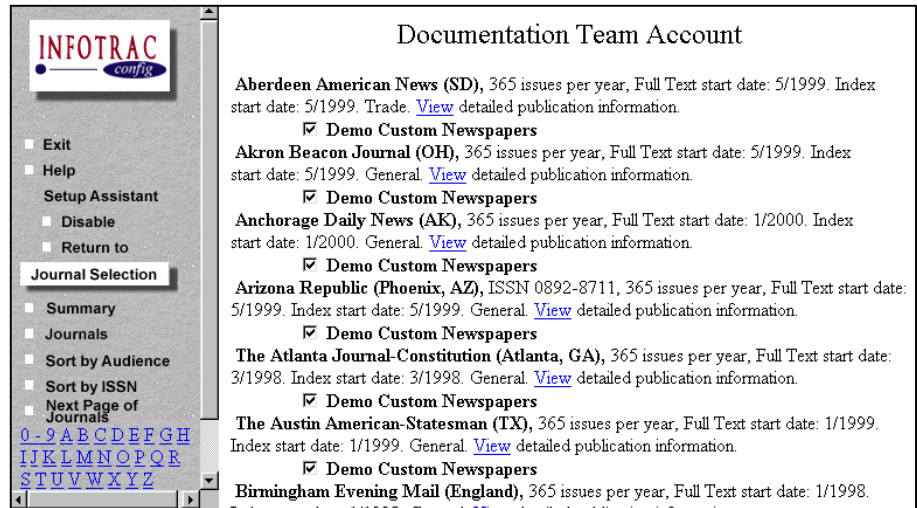 INFOTRAC
config
Exit
Help
Setup Assistant
Disable
Return to
Journal Selection
Summary
Journals
Sort by Audience
Sort by ISSN
Next Page of
Journals
0 - 9 A B C D E F G H
I J K L M N O P Q R
S T U V W X Y Z
Documentation Team Account
Aberdeen American News (SD), 365 issues per year, Full Text start date: 5/1999. Index
start date: 5/1999. Trade. View detailed publication information.
Demo Custom Newspapers
Akron Beacon Journal (OH), 365 issues per year, Full Text start date: 5/1999. Index
start date: 5/1999. General. View detailed publication information.
Demo Custom Newspapers
Anchorage Daily News (AK), 365 issues per year, Full Text start date: 1/2000. Index
start date: 1/2000. General. View detailed publication information.
Demo Custom Newspapers
Arizona Republic (Phoenix, AZ), ISSN 0892-8711, 365 issues per year, Full Text start date:
5/1999. Index start date: 5/1999. General. View detailed publication information.
Demo Custom Newspapers
The Atlanta Journal-Constitution (Atlanta, GA), 365 issues per year, Full Text start date:
3/1998. Index start date: 3/1998. General. View detailed publication information.
Demo Custom Newspapers
The Austin American-Statesman (TX), 365 issues per year, Full Text start date: 1/1999.
Index start date: 1/1999. General. View detailed publication information.
Demo Custom Newspapers
Birmingham Evening Mail (England), 365 issues per year, Full Text start date: 1/1998.